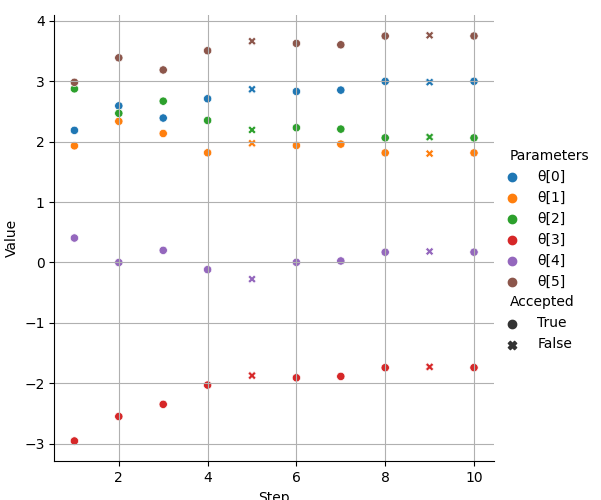 4
3
2
1
0
−1
−2
−3
Value
2
4
6
8
10
Step
Parameters
θ[0]
θ[1]
θ[2]
θ[3]
θ[4]
θ[5]
Accepted
True
False